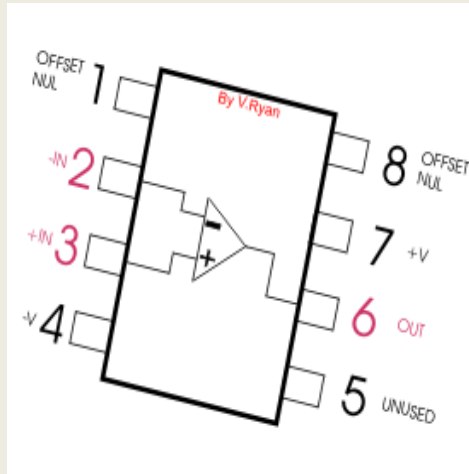 By V.Ryan
OFFSET
NUL
1
-IN 2
+IN 3
-V 4
-
+
8 OFFSET
NUL
7 +V
6 OUT
5 UNUSED